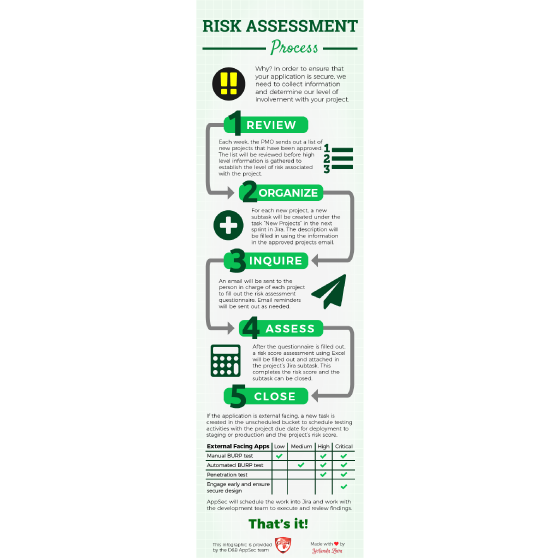 RISK ASSESSMENT
Process
Why? In order to ensure that
your application is secure, we
need to collect information
and determine our level of
involvement with your project.
1 REVIEW
Each week, the PMO sends out a list of
new projects that have been approved.
The list will be reviewed before high
level information is gathered to
establish the level of risk associated
with the project.
1
2
3
2 ORGANIZE
For each new project, a new
subtask will be created under the
task "New Projects" in the next
sprint in Jira. The description will
be filled in using the information
in the approved projects email.
3 INQUIRE
An email will be sent to the
person in charge of each project
to fill out the risk assessment
questionnaire. Email reminders
will be sent out as needed.
4 ASSESS
After the questionnaire is filled out,
a risk score assessment using Excel
will be filled out and attached in
the project's Jira subtask. This
completes the risk score and the
subtask can be closed.
5 CLOSE
If the application is external facing, a new task is
created in the unscheduled bucket to schedule testing
activities with the project due date for deployment to
staging or production and the project's risk score.
External Facing Apps Low Medium High Critical
Manual BURP test
Automated BURP test
Penetration test
Engage early and ensure
secure design
AppSec will schedule the work into Jira and work with
the development team to execute and review findings.
That's it!
This infographic is provided
by the D&B AppSec team
Made with by